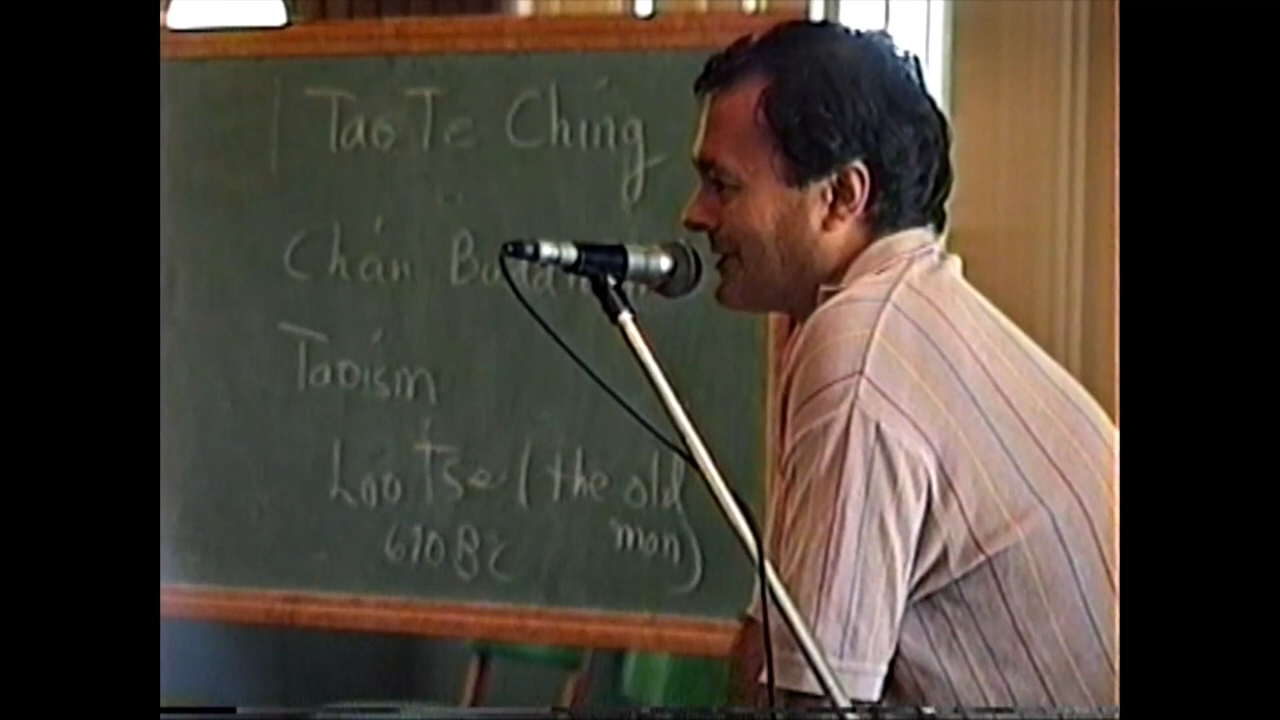 Tao Te Ching
Chán
Taoism
Lao Tse (the old
man)
610 BC